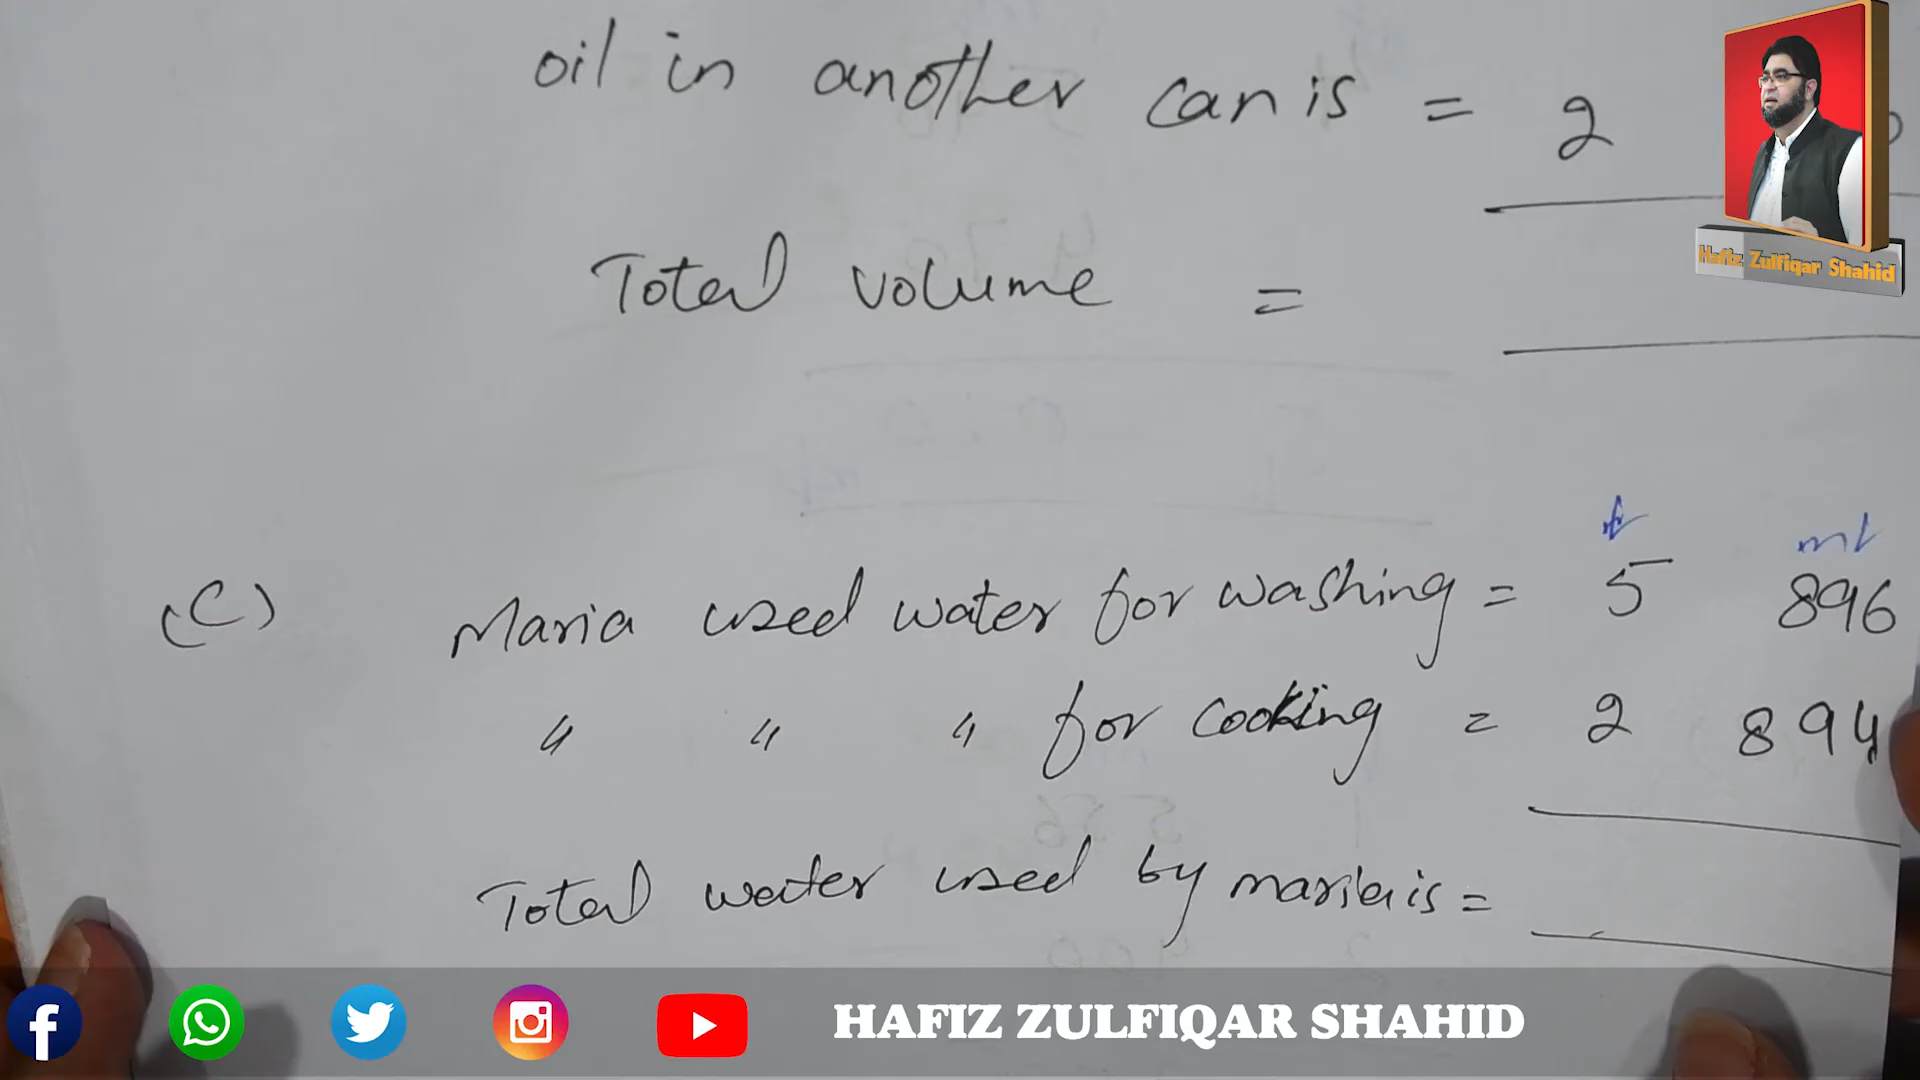 oil in another can is = 2
Total volume =
l ml
(C) Maria used water for washing = 5 896
" " " for cooking = 2 894
Total water used by maria is =
Hafiz Zulfiqar Shahid
HAFIZ ZULFIQAR SHAHID